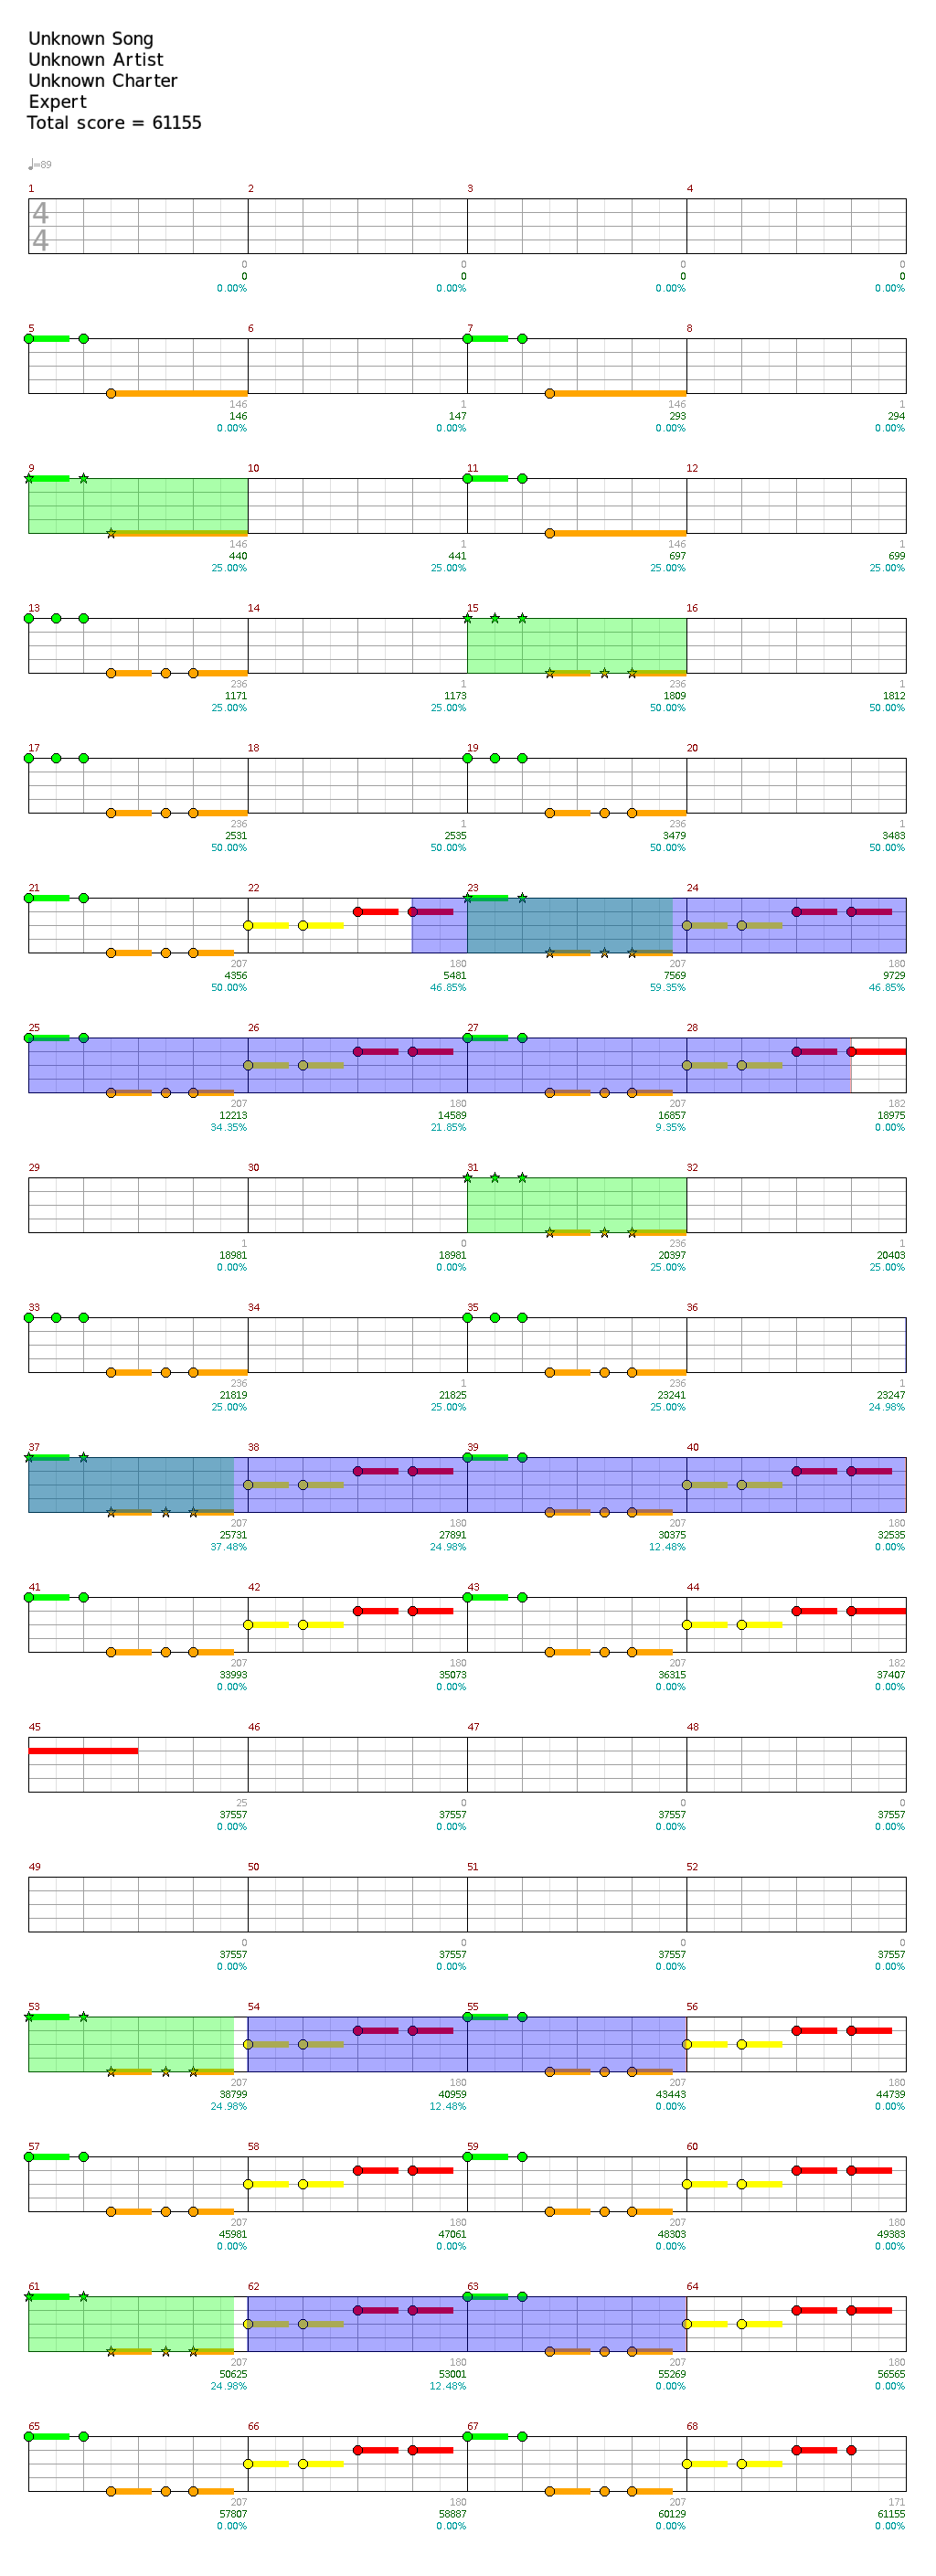 Unknown Song
Unknown Artist
Unknown Charter
Expert
Total score = 61155
♩=89
1 2 3 4
4
4
0 0 0 0
0 0 0 0
0.00% 0.00% 0.00% 0.00%
5 6 7 8
146 1 146 1
146 147 293 294
0.00% 0.00% 0.00% 0.00%
9 10 11 12
146 1 146 1
440 441 697 699
25.00% 25.00% 25.00% 25.00%
13 14 15 16
236 1 236 1
1171 1173 1809 1812
25.00% 25.00% 50.00% 50.00%
17 18 19 20
236 1 236 1
2531 2535 3479 3483
50.00% 50.00% 50.00% 50.00%
21 22 23 24
207 180 207 180
4356 5481 7569 9729
50.00% 46.85% 59.35% 46.85%
25 26 27 28
207 180 207 182
12213 14589 16857 18975
34.35% 21.85% 9.35% 0.00%
29 30 31 32
1 0 236 1
18981 18981 20397 20403
0.00% 0.00% 25.00% 25.00%
33 34 35 36
236 1 236 1
21819 21825 23241 23247
25.00% 25.00% 25.00% 24.98%
37 38 39 40
207 180 207 180
25731 27891 30375 32535
37.48% 24.98% 12.48% 0.00%
41 42 43 44
207 180 207 182
33993 35073 36315 37407
0.00% 0.00% 0.00% 0.00%
45 46 47 48
25 0 0 0
37557 37557 37557 37557
0.00% 0.00% 0.00% 0.00%
49 50 51 52
0 0 0 0
37557 37557 37557 37557
0.00% 0.00% 0.00% 0.00%
53 54 55 56
207 180 207 180
38799 40959 43443 44739
24.98% 12.48% 0.00% 0.00%
57 58 59 60
207 180 207 180
45981 47061 48303 49383
0.00% 0.00% 0.00% 0.00%
61 62 63 64
207 180 207 180
50625 53001 55269 56565
24.98% 12.48% 0.00% 0.00%
65 66 67 68
207 180 207 171
57807 58887 60129 61155
0.00% 0.00% 0.00% 0.00%